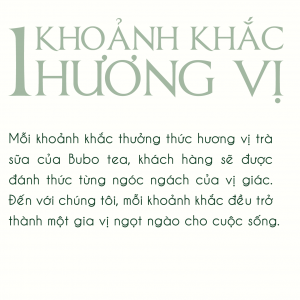 1 KHOẢNH KHẮC
HƯƠNG VỊ
Mỗi khoảnh khắc thưởng thức hương vị trà
sữa của Bubo tea, khách hàng sẽ được
đánh thức từng ngóc ngách của vị giác.
Đến với chúng tôi, mỗi khoảnh khắc đều trở
thành một gia vị ngọt ngào cho cuộc sống.